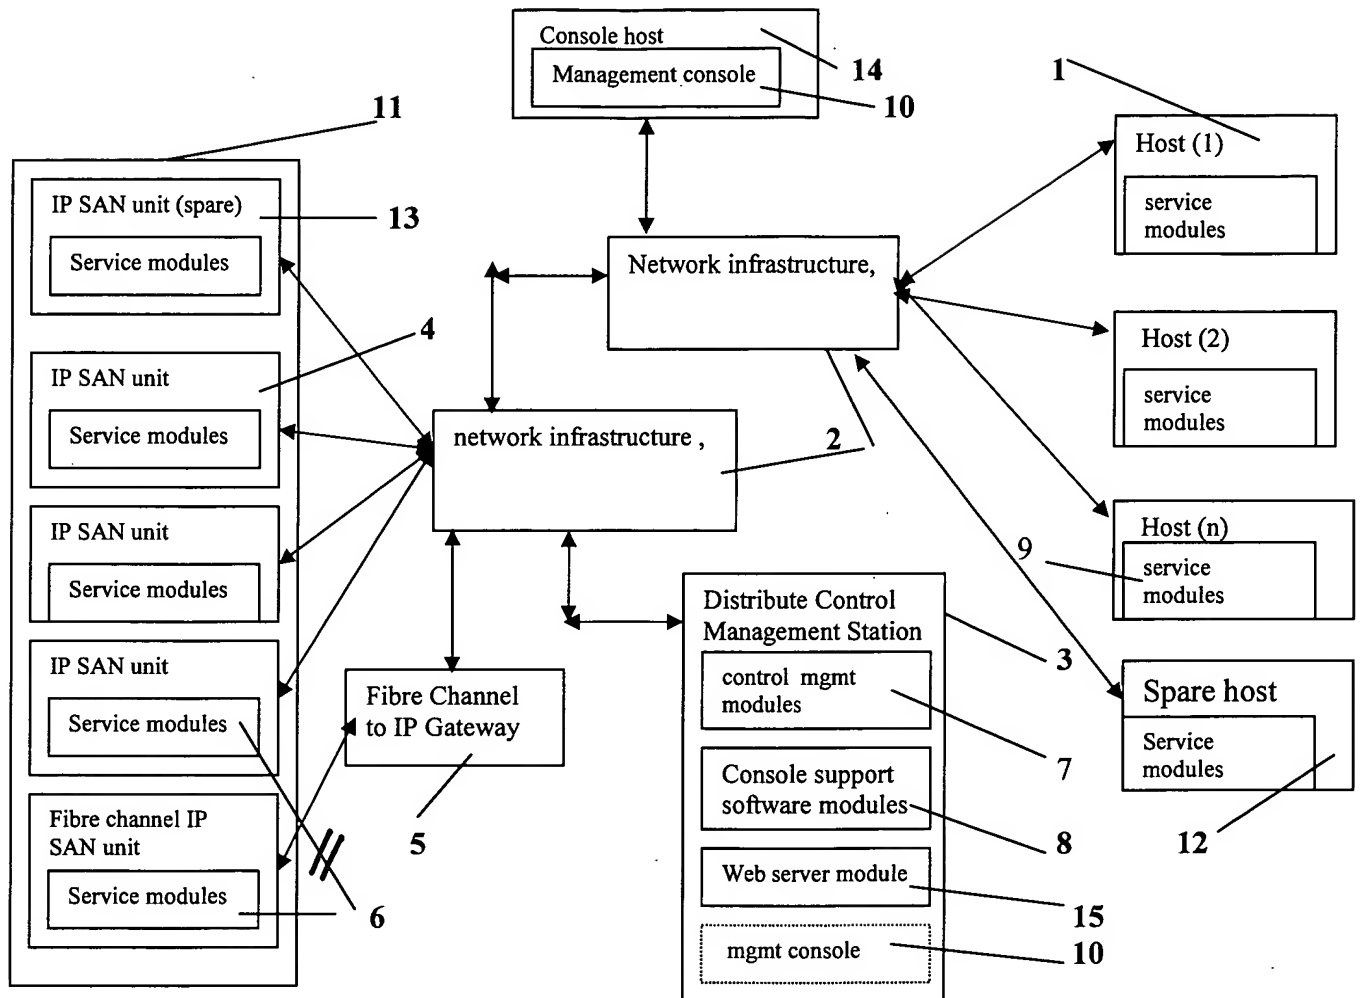 Console host
Management console
14
10
1
11
Host (1)
service
modules
IP SAN unit (spare)
13
Service modules
Network infrastructure,
4
Host (2)
service
modules
IP SAN unit
Service modules
network infrastructure ,
2
IP SAN unit
Service modules
Host (n)
service
modules
9
Distribute Control
Management Station
3
control mgmt
modules
7
Console support
software modules
8
Web server module
15
mgmt console
10
IP SAN unit
Service modules
Fibre Channel
to IP Gateway
5
Spare host
Service
modules
12
Fibre channel IP
SAN unit
Service modules
6